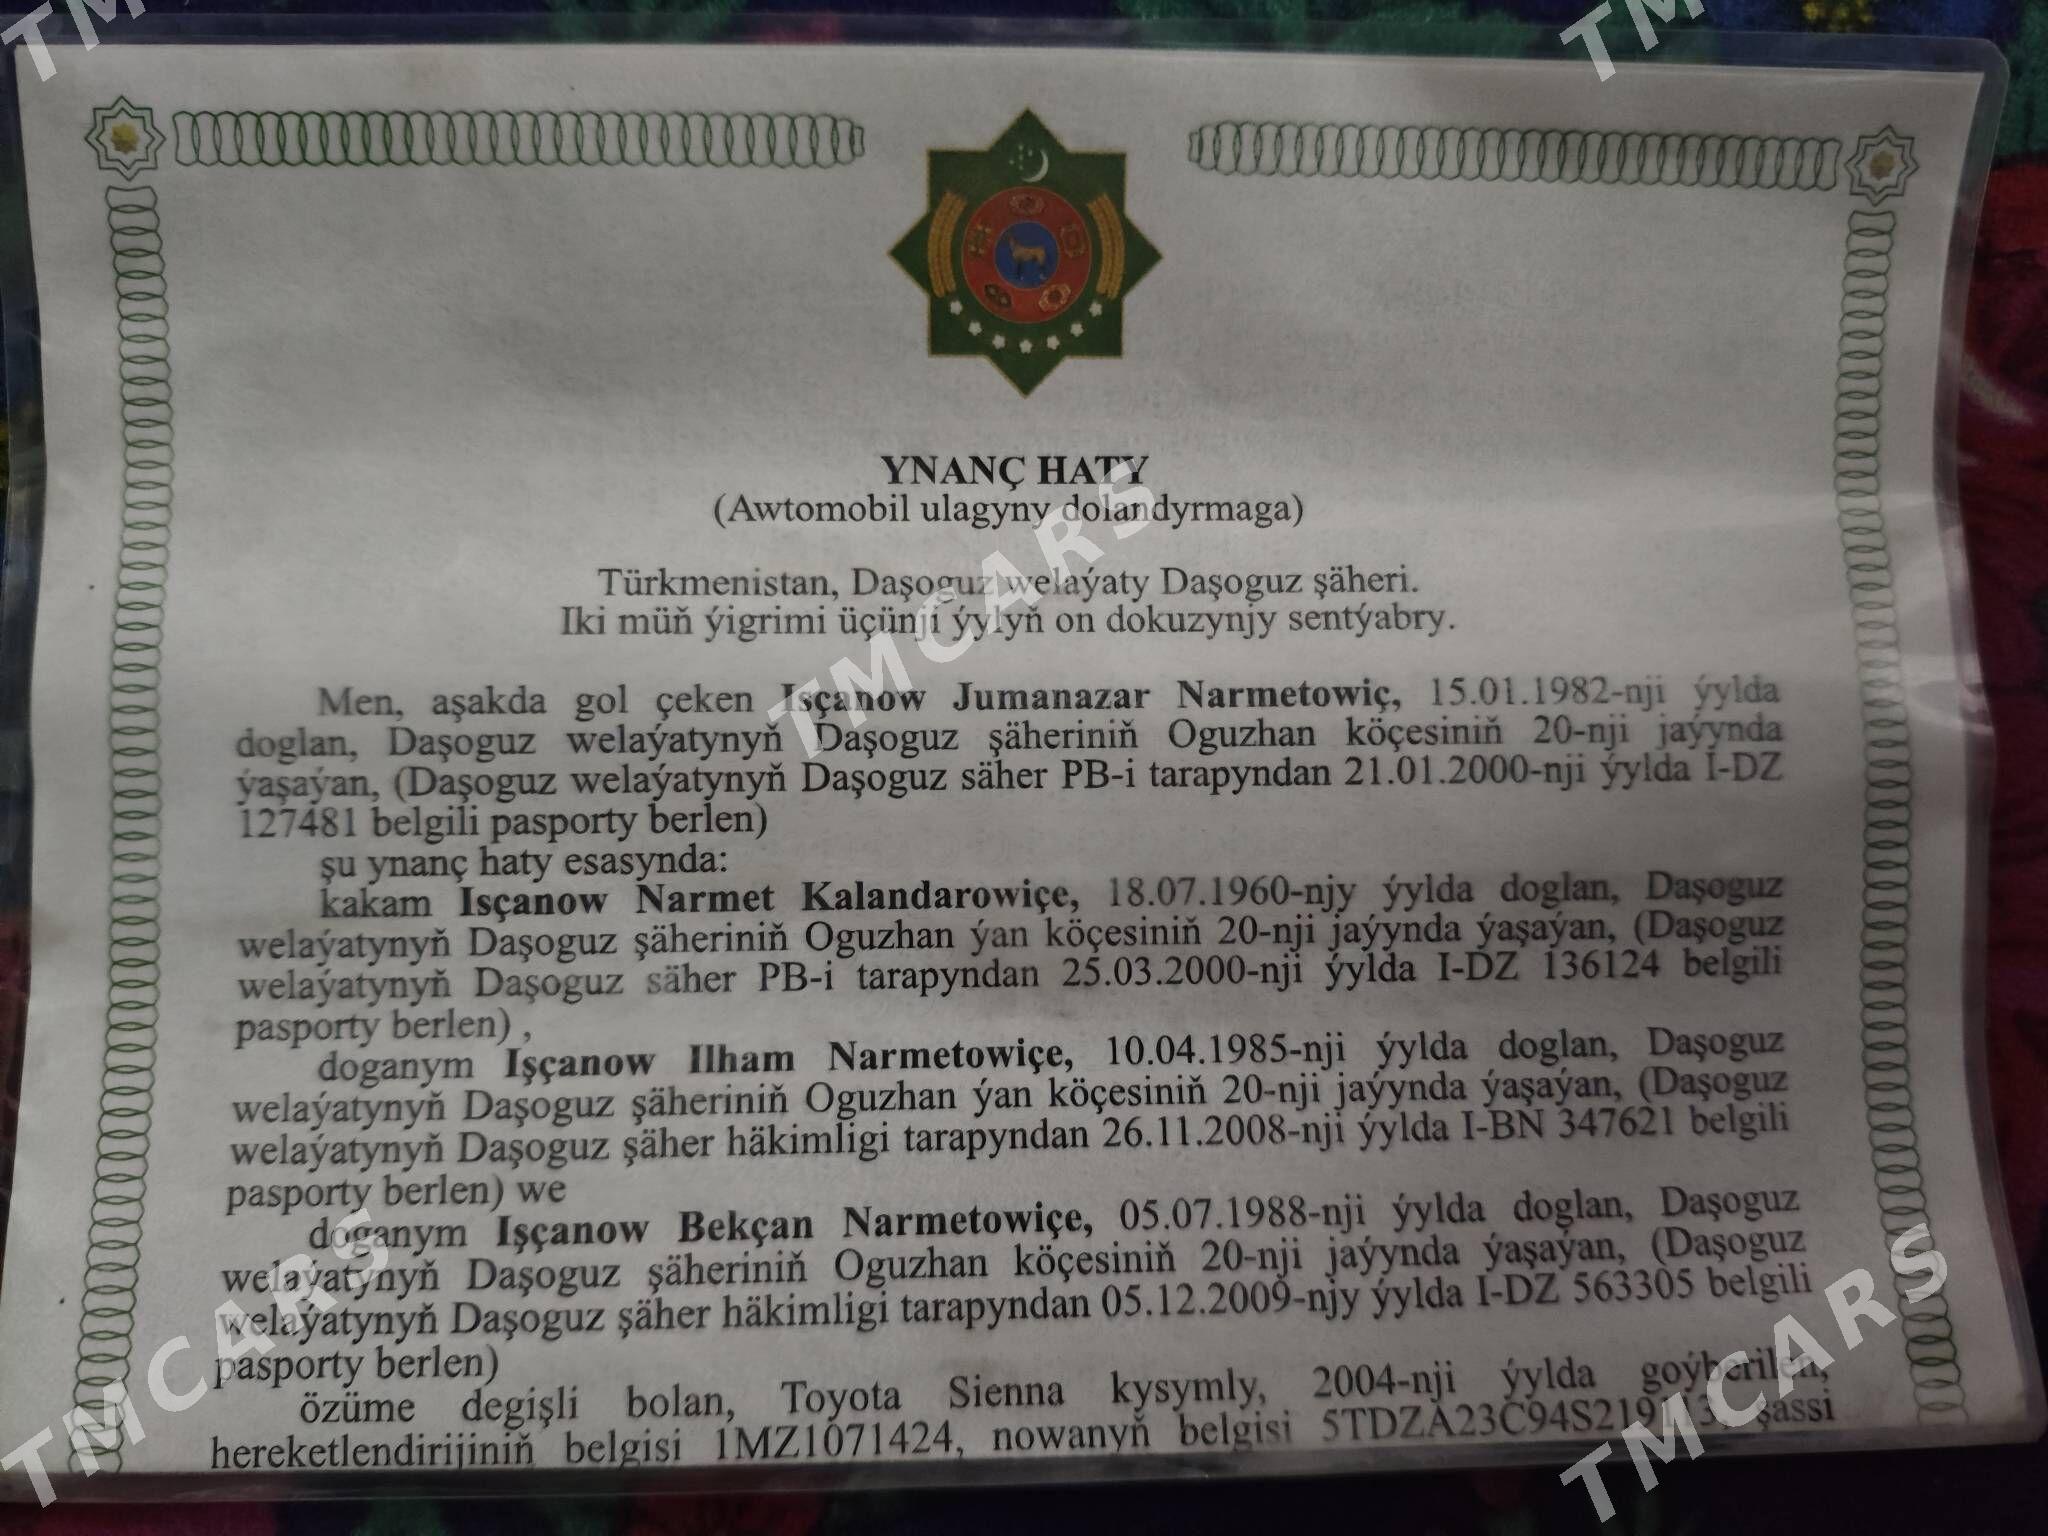 YNANÇ HATY
(Awtomobil ulagyny dolandyrmaga)
Türkmenistan, Daşoguz welaýaty Daşoguz şäheri.
Iki müň ýigrimi üçünji ýylyň on dokuzynjy sentýabry.
Men, aşakda gol çeken Isçanow Jumanazar Narmetowiç, 15.01.1982-nji ýylda
doglan, Daşoguz welaýatynyň Daşoguz şäheriniň Oguzhan köçesiniň 20-nji jaýynda
ýaşaýan, (Daşoguz welaýatynyň Daşoguz säher PB-i tarapyndan 21.01.2000-nji ýylda I-DZ
127481 belgili pasporty berlen)
şu ynanç haty esasynda:
kakam Isçanow Narmet Kalandarowiçe, 18.07.1960-njy ýylda doglan, Daşoguz
welaýatynyň Daşoguz şäheriniň Oguzhan ýan köçesiniň 20-nji jaýynda ýaşaýan, (Daşoguz
welaýatynyň Daşoguz säher PB-i tarapyndan 25.03.2000-nji ýylda I-DZ 136124 belgili
pasporty berlen) ,
doganym Işçanow Ilham Narmetowiçe, 10.04.1985-nji ýylda doglan, Daşoguz
welaýatynyň Daşoguz şäheriniň Oguzhan ýan köçesiniň 20-nji jaýynda ýaşaýan, (Daşoguz
welaýatynyň Daşoguz şäher häkimligi tarapyndan 26.11.2008-nji ýylda I-BN 347621 belgili
pasporty berlen) we
doganym Işçanow Bekçan Narmetowiçe, 05.07.1988-nji ýylda doglan, Daşoguz
welaýatynyň Daşoguz şäheriniň Oguzhan köçesiniň 20-nji jaýynda ýaşaýan, (Daşoguz
welaýatynyň Daşoguz şäher häkimligi tarapyndan 05.12.2009-njy ýylda I-DZ 563305 belgili
pasporty berlen)
özüme degişli bolan, Toyota Sienna kysymly, 2004-nji ýylda goýberilen,
hereketlendirijiniň belgisi 1MZ1071424, nowanyň belgisi şassi
TMCARS
TMCARS
TMCARS